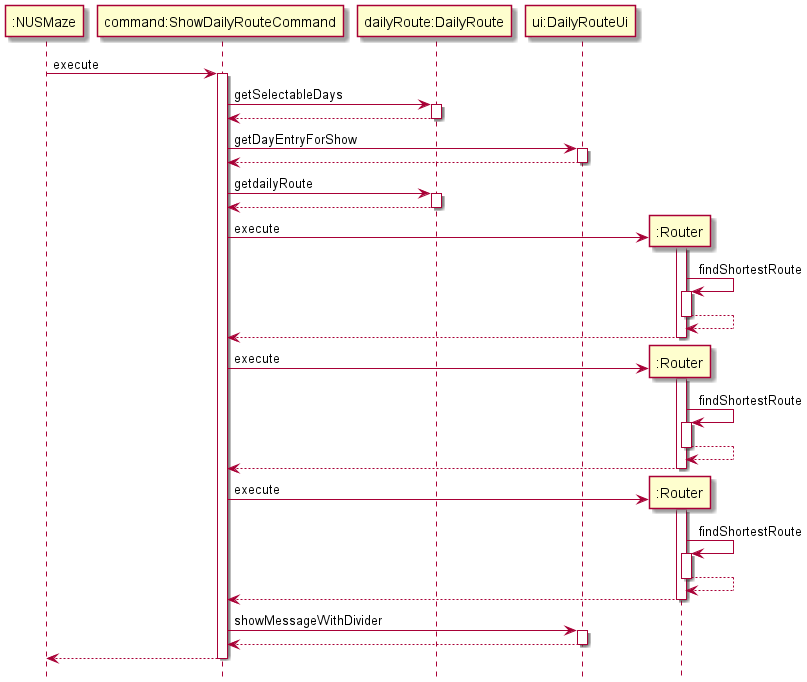 :NUSMaze
command:ShowDailyRouteCommand
dailyRoute:DailyRoute
ui:DailyRouteUi
execute
getSelectableDays
getDayEntryForShow
getdailyRoute
execute
:Router
findShortestRoute
execute
:Router
findShortestRoute
execute
:Router
findShortestRoute
showMessageWithDivider